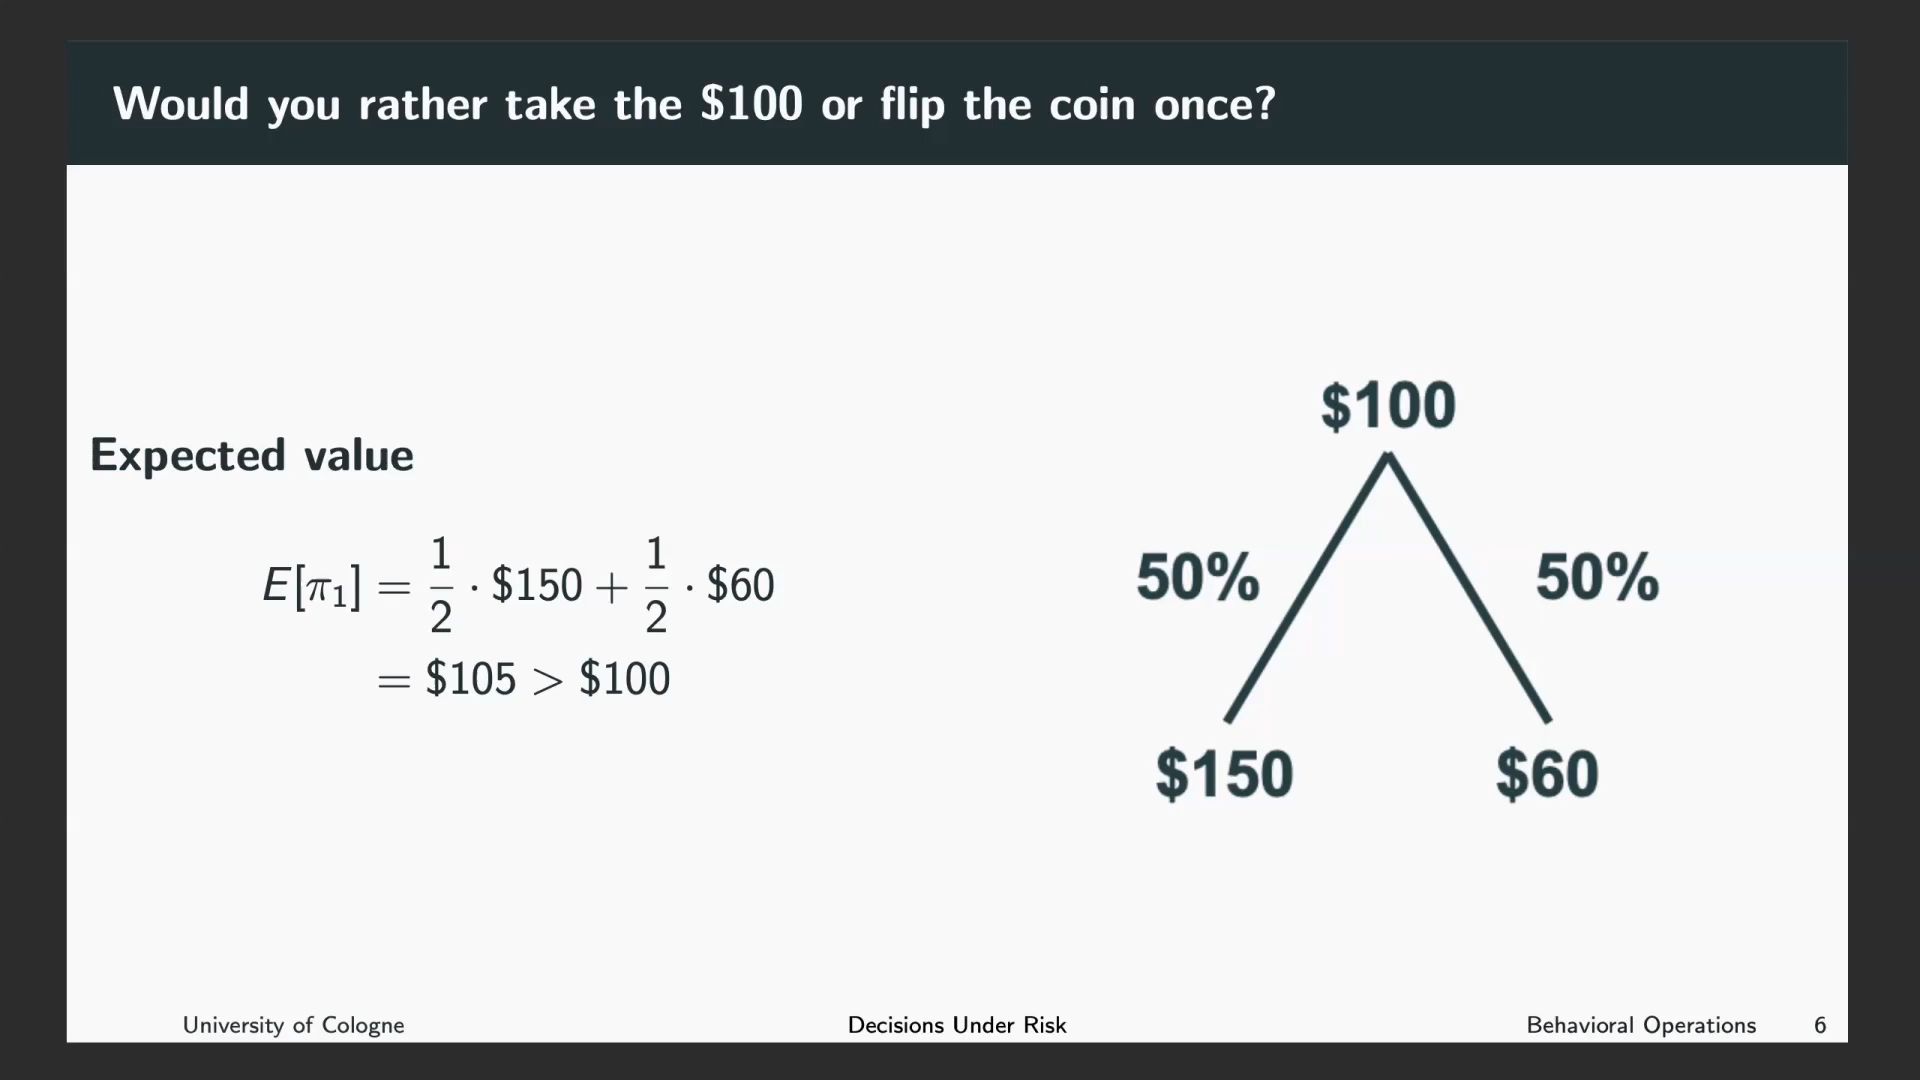 Would you rather take the $100 or flip the coin once?
Expected value
E[π₁] = 1/2 · $150 + 1/2 · $60
= $105 > $100
$100
50% 50%
$150 $60
University of Cologne Decisions Under Risk Behavioral Operations 6